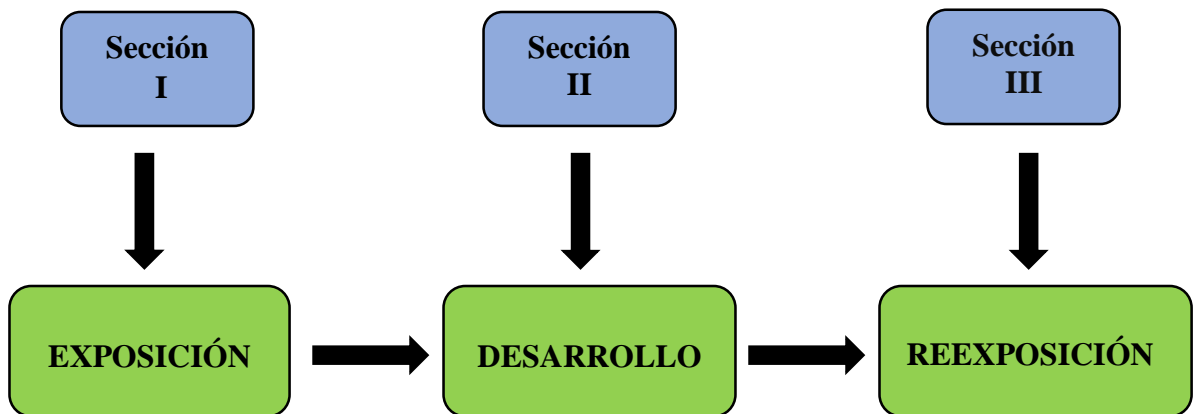 Sección
I
Sección
II
Sección
III
EXPOSICIÓN
DESARROLLO
REEXPOSICIÓN